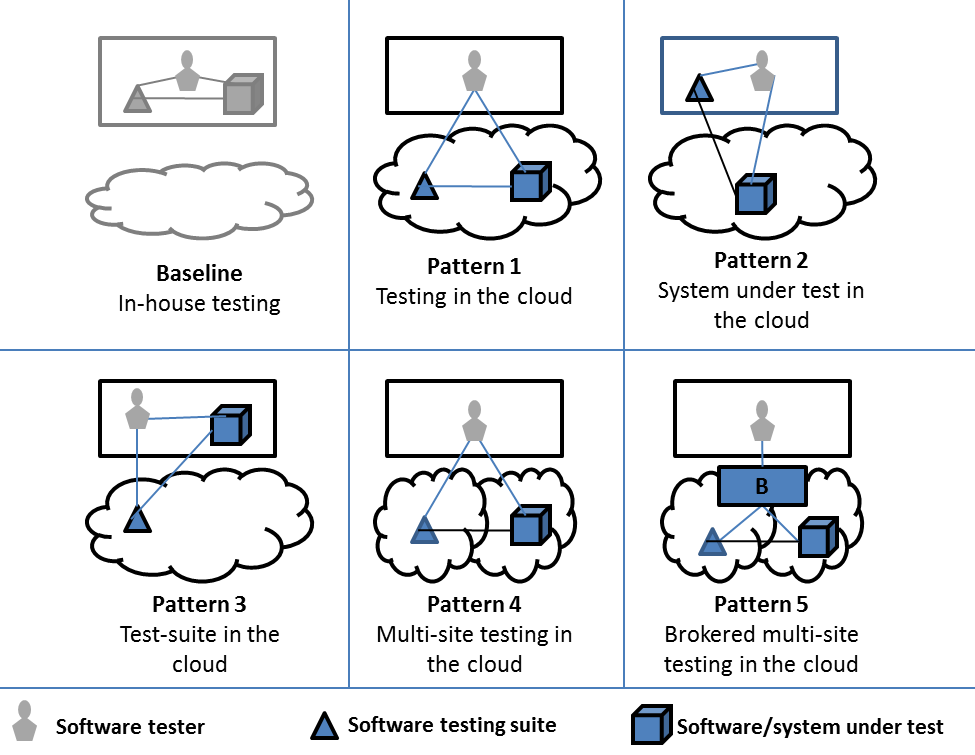 Baseline
In-house testing
Pattern 1
Testing in the cloud
Pattern 2
System under test in
the cloud
B
Pattern 3
Test-suite in the
cloud
Pattern 4
Multi-site testing in
the cloud
Pattern 5
Brokered multi-site
testing in the cloud
Software tester
Software testing suite
Software/system under test